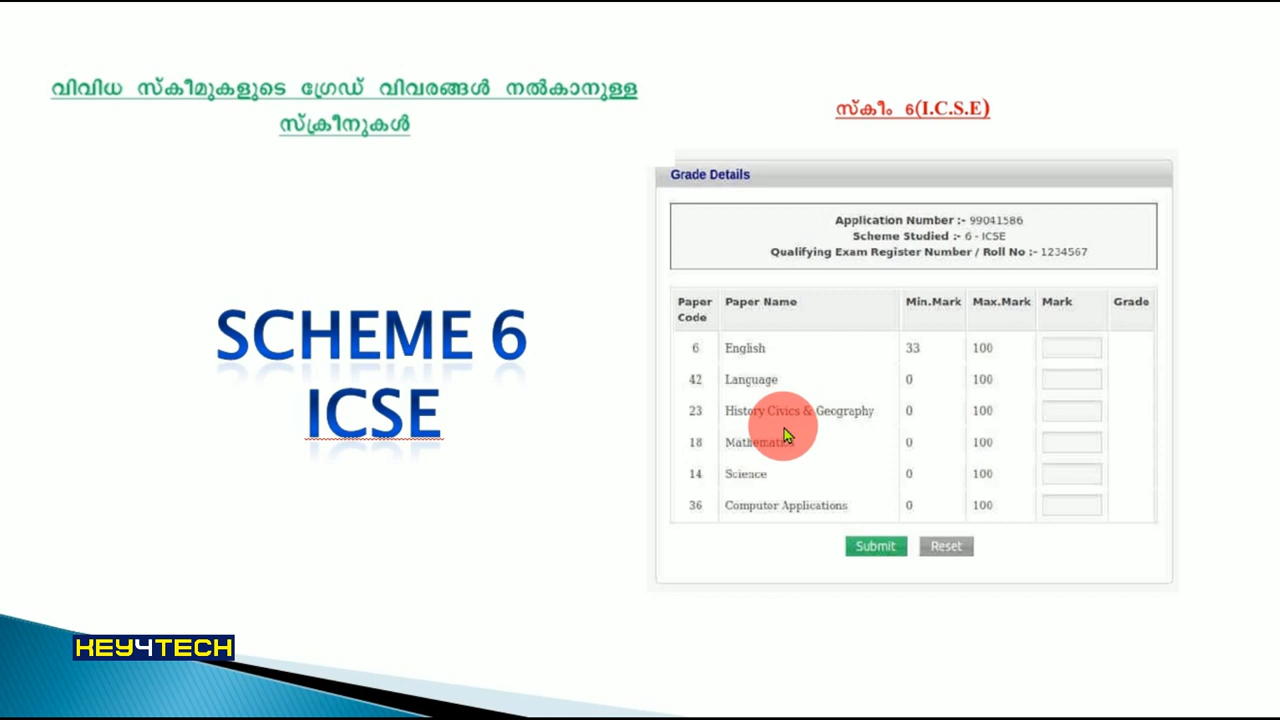 വിവിധ സ്കീമുകളുടെ ഗ്രേഡ് വിവരങ്ങൾ നൽകാനുള്ള
സ്ക്രീനുകൾ
സ്കീം 6(I.C.S.E)
SCHEME 6
ICSE
Grade Details
Application Number :- 99041586
Scheme Studied :- 6 - ICSE
Qualifying Exam Register Number / Roll No :- 1234567
Paper Code Paper Name Min.Mark Max.Mark Mark Grade
6 English 33 100
42 Language 0 100
23 History Civics & Geography 0 100
18 Mathematics 0 100
14 Science 0 100
36 Computer Applications 0 100
Submit Reset
KEY4TECH